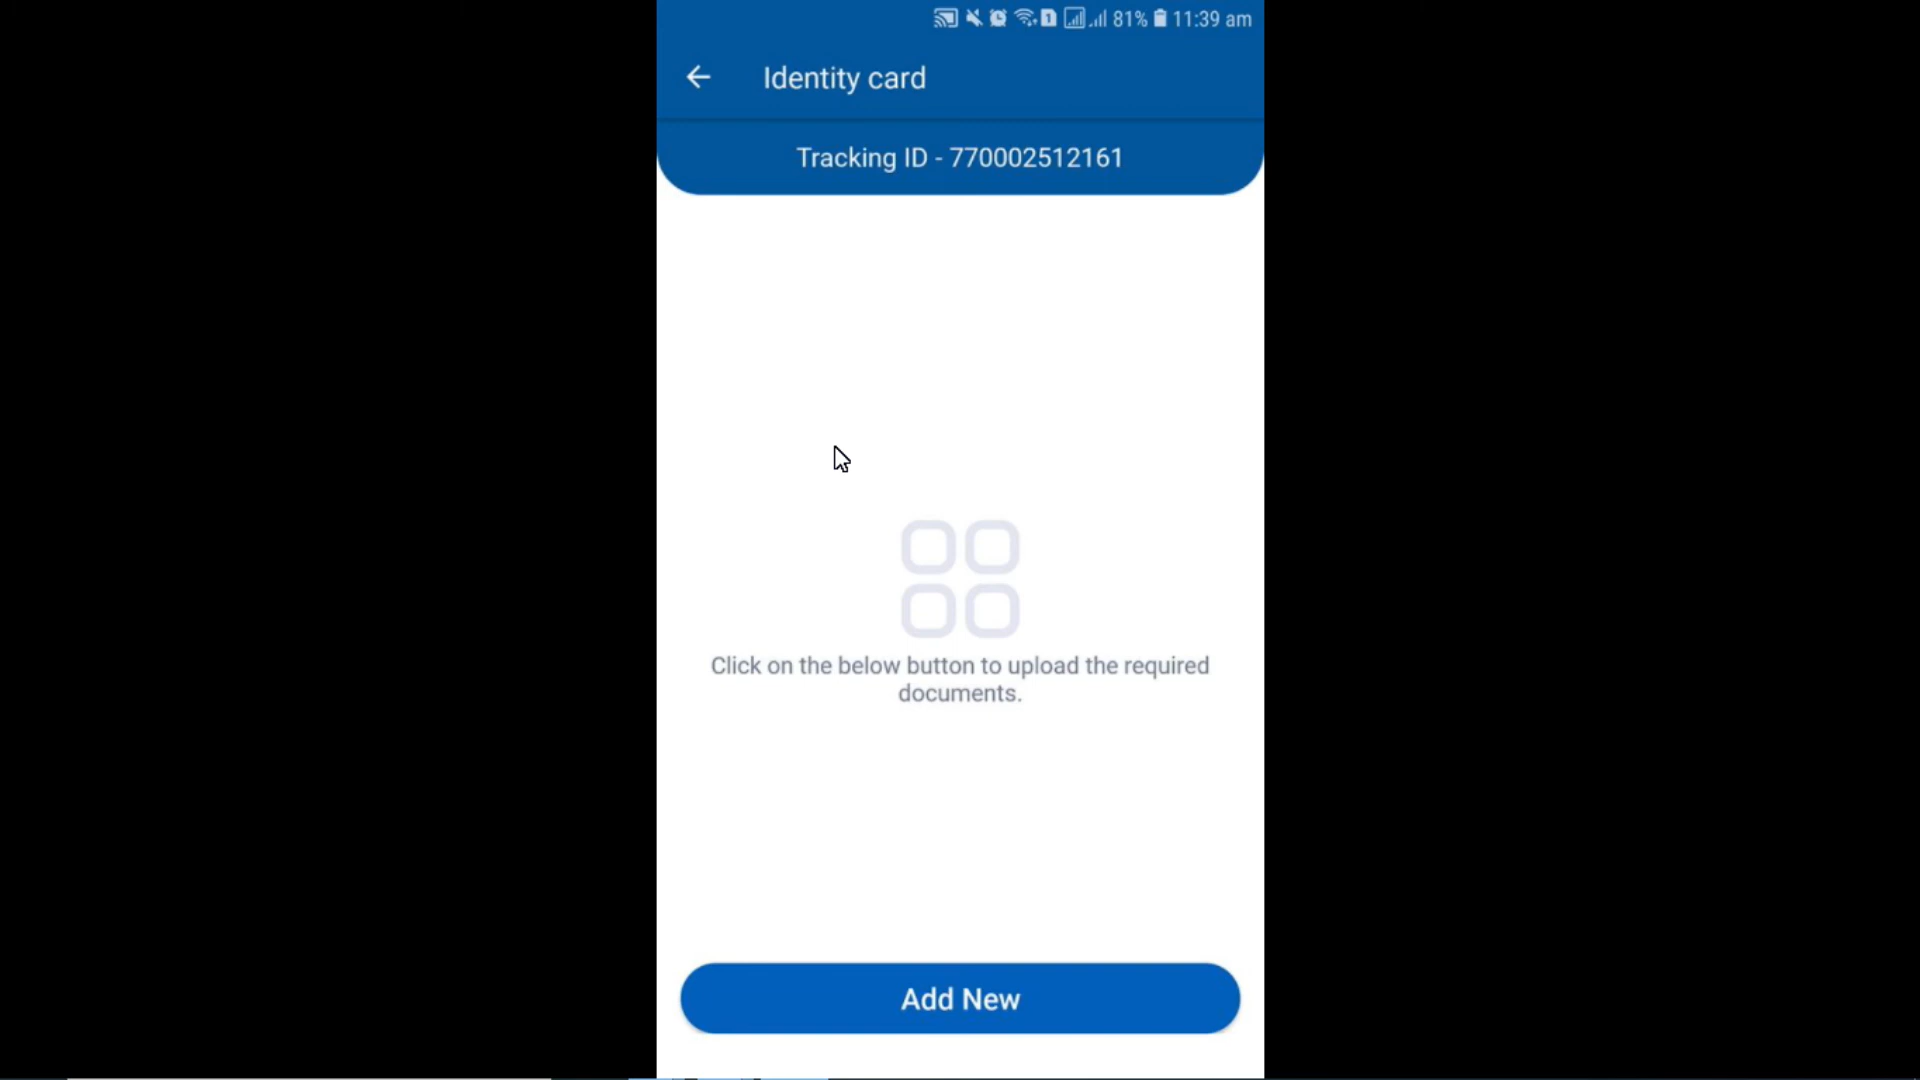 81% 11:39 am
Identity card
Tracking ID - 770002512161
Click on the below button to upload the required
documents.
Add New